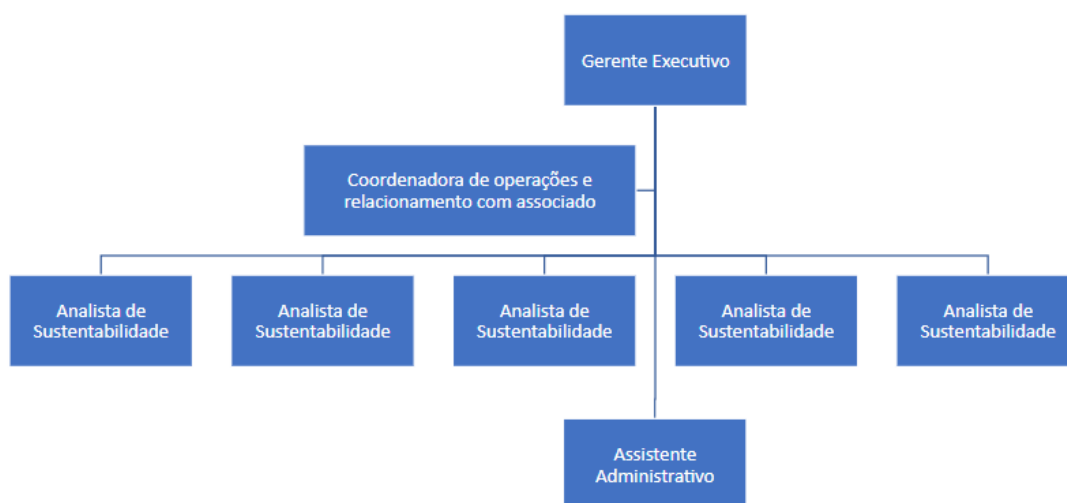 Gerente Executivo
Coordenadora de operações e
relacionamento com associado
Analista de
Sustentabilidade
Analista de
Sustentabilidade
Analista de
Sustentabilidade
Analista de
Sustentabilidade
Analista de
Sustentabilidade
Assistente
Administrativo